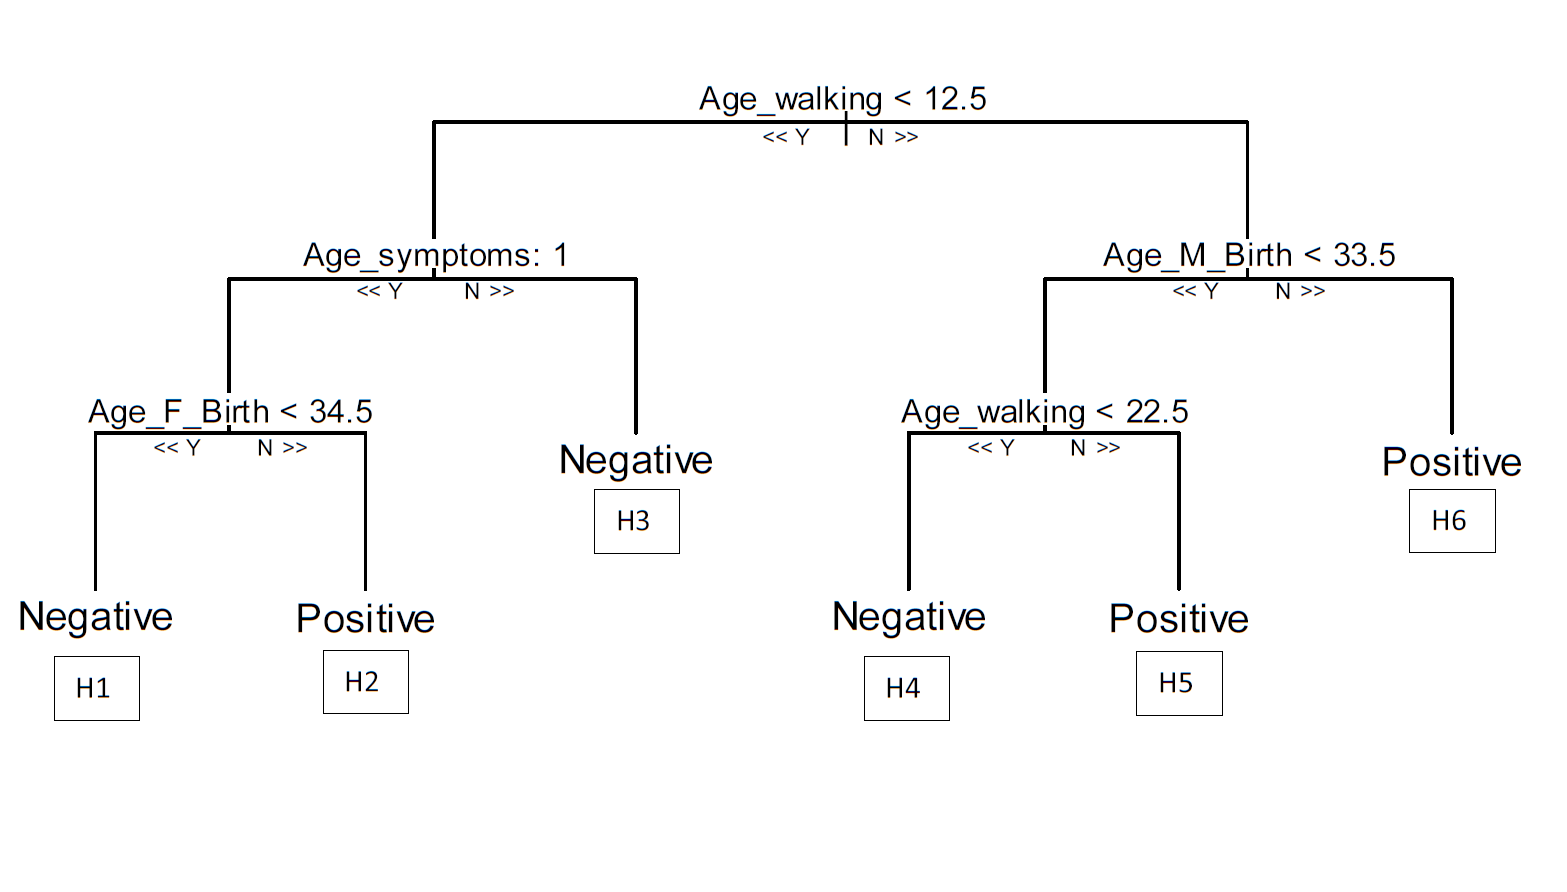 Age_walking < 12.5
<< Y N >>
Age_symptoms: 1
<< Y N >>
Age_M_Birth < 33.5
<< Y N >>
Age_F_Birth < 34.5
<< Y N >>
Age_walking < 22.5
<< Y N >>
Negative
H3
Positive
H6
Negative
H1
Positive
H2
Negative
H4
Positive
H5